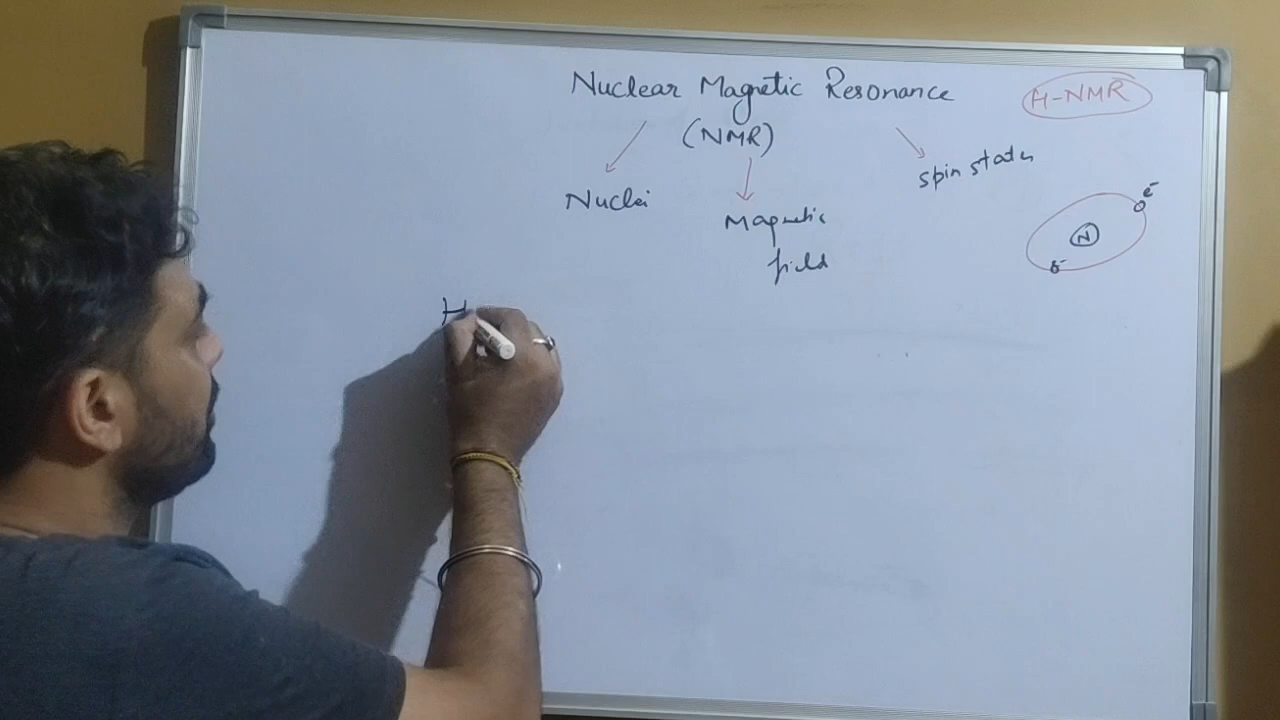 Nuclear Magnetic Resonance
H-NMR
(NMR)
Nuclei
Magnetic
field
spin states
e-
N
e-
H